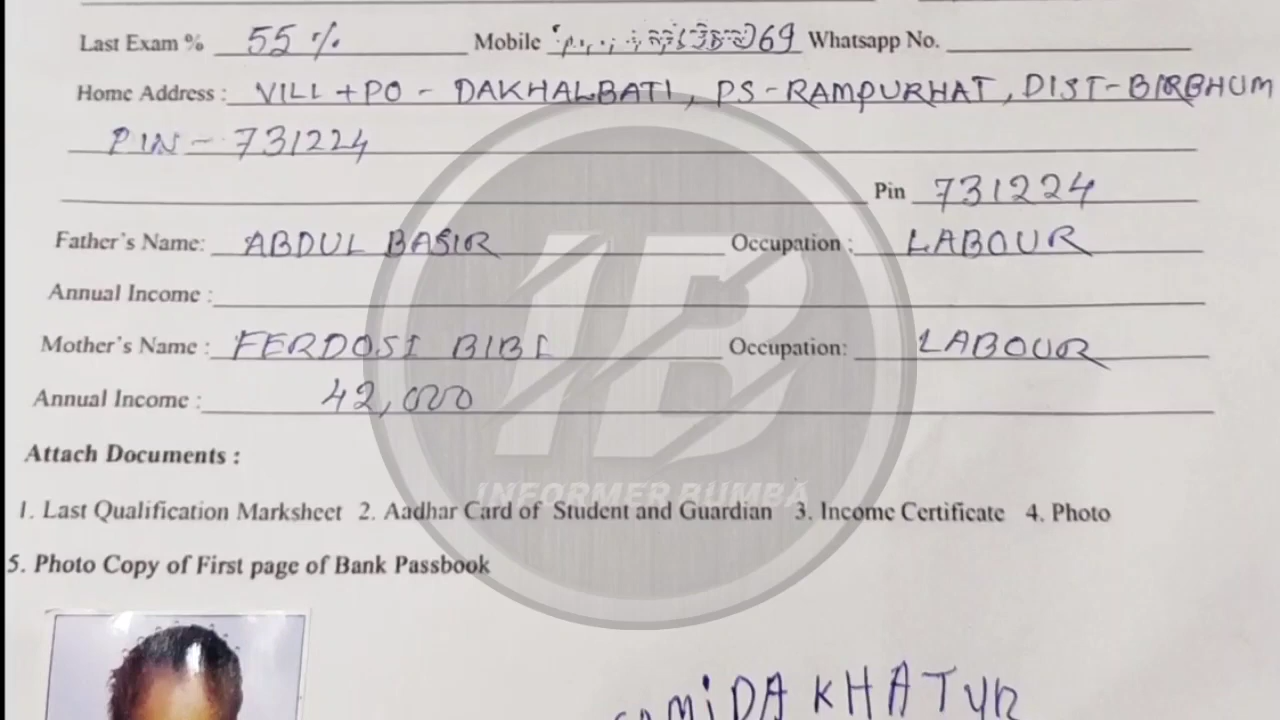 Last Exam % 55 % Mobile 69 Whatsapp No.
Home Address : VILL + PO - DAKHALBATI, PS - RAMPURHAT, DIST - BIRBHUM
PIN - 731224
Pin 731224
Father's Name: ABDUL BASIR Occupation : LABOUR
Annual Income :
Mother's Name : FERDOSI BIBI Occupation: LABOUR
Annual Income : 42,000
Attach Documents :
INFORMER BUMBA
1. Last Qualification Marksheet 2. Aadhar Card of Student and Guardian 3. Income Certificate 4. Photo
5. Photo Copy of First page of Bank Passbook
KHATUN